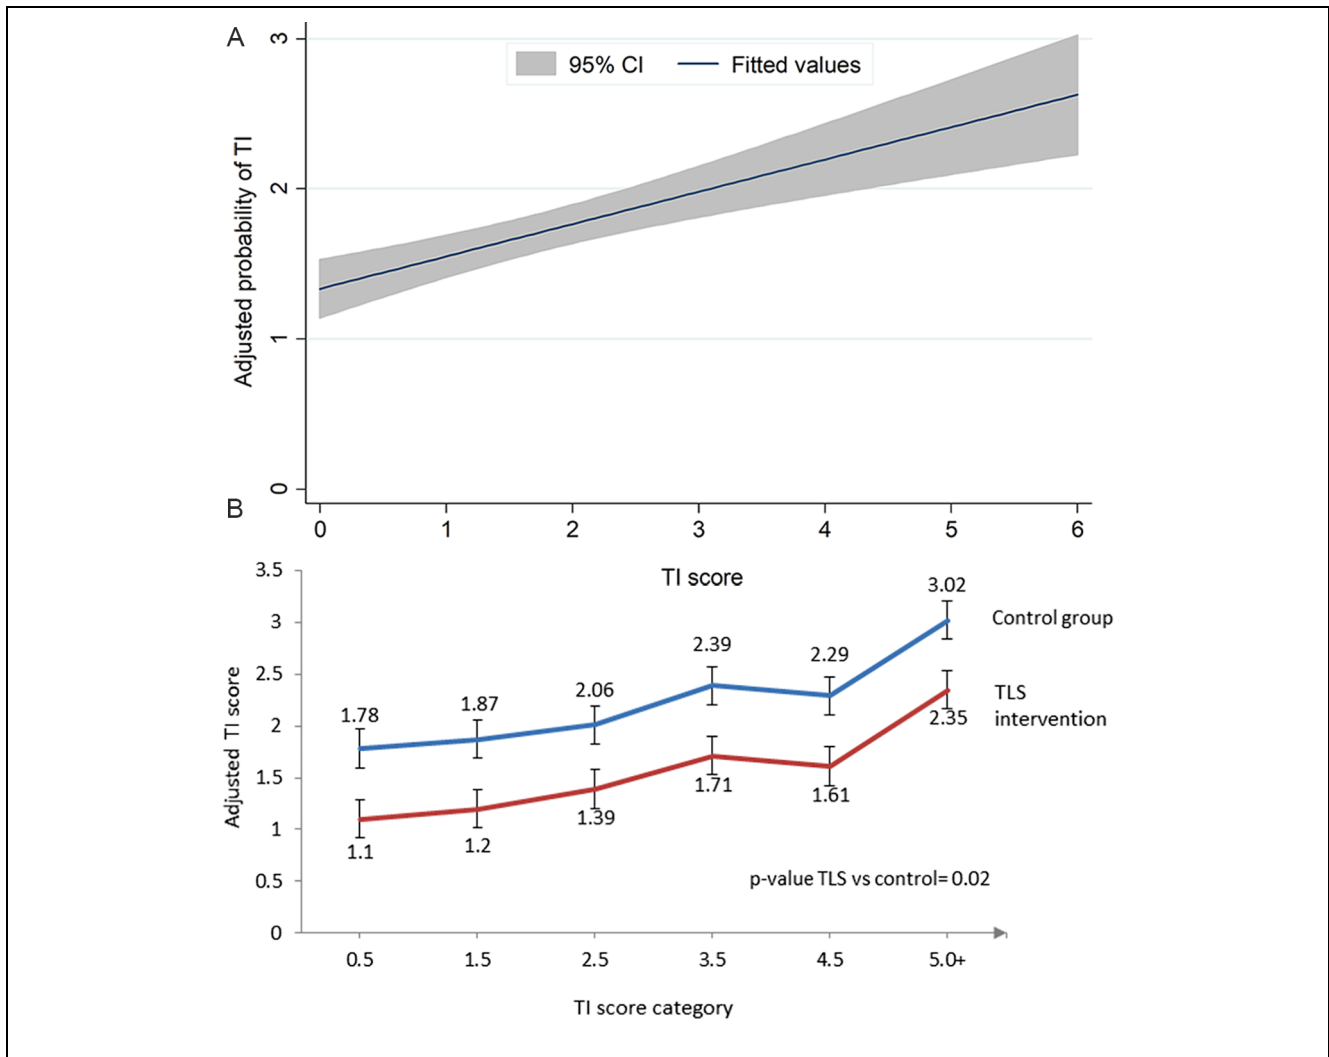 A
3
95% CI
Fitted values
Adjusted probability of TI
2
1
0
0 1 2 3 4 5 6
TI score
B
3.5
3
2.5
2
1.5
1
0.5
0
Adjusted TI score
1.78
1.87
2.06
2.39
2.29
3.02
Control group
1.1
1.2
1.39
1.71
1.61
2.35
TLS
intervention
p-value TLS vs control= 0.02
0.5 1.5 2.5 3.5 4.5 5.0+
TI score category